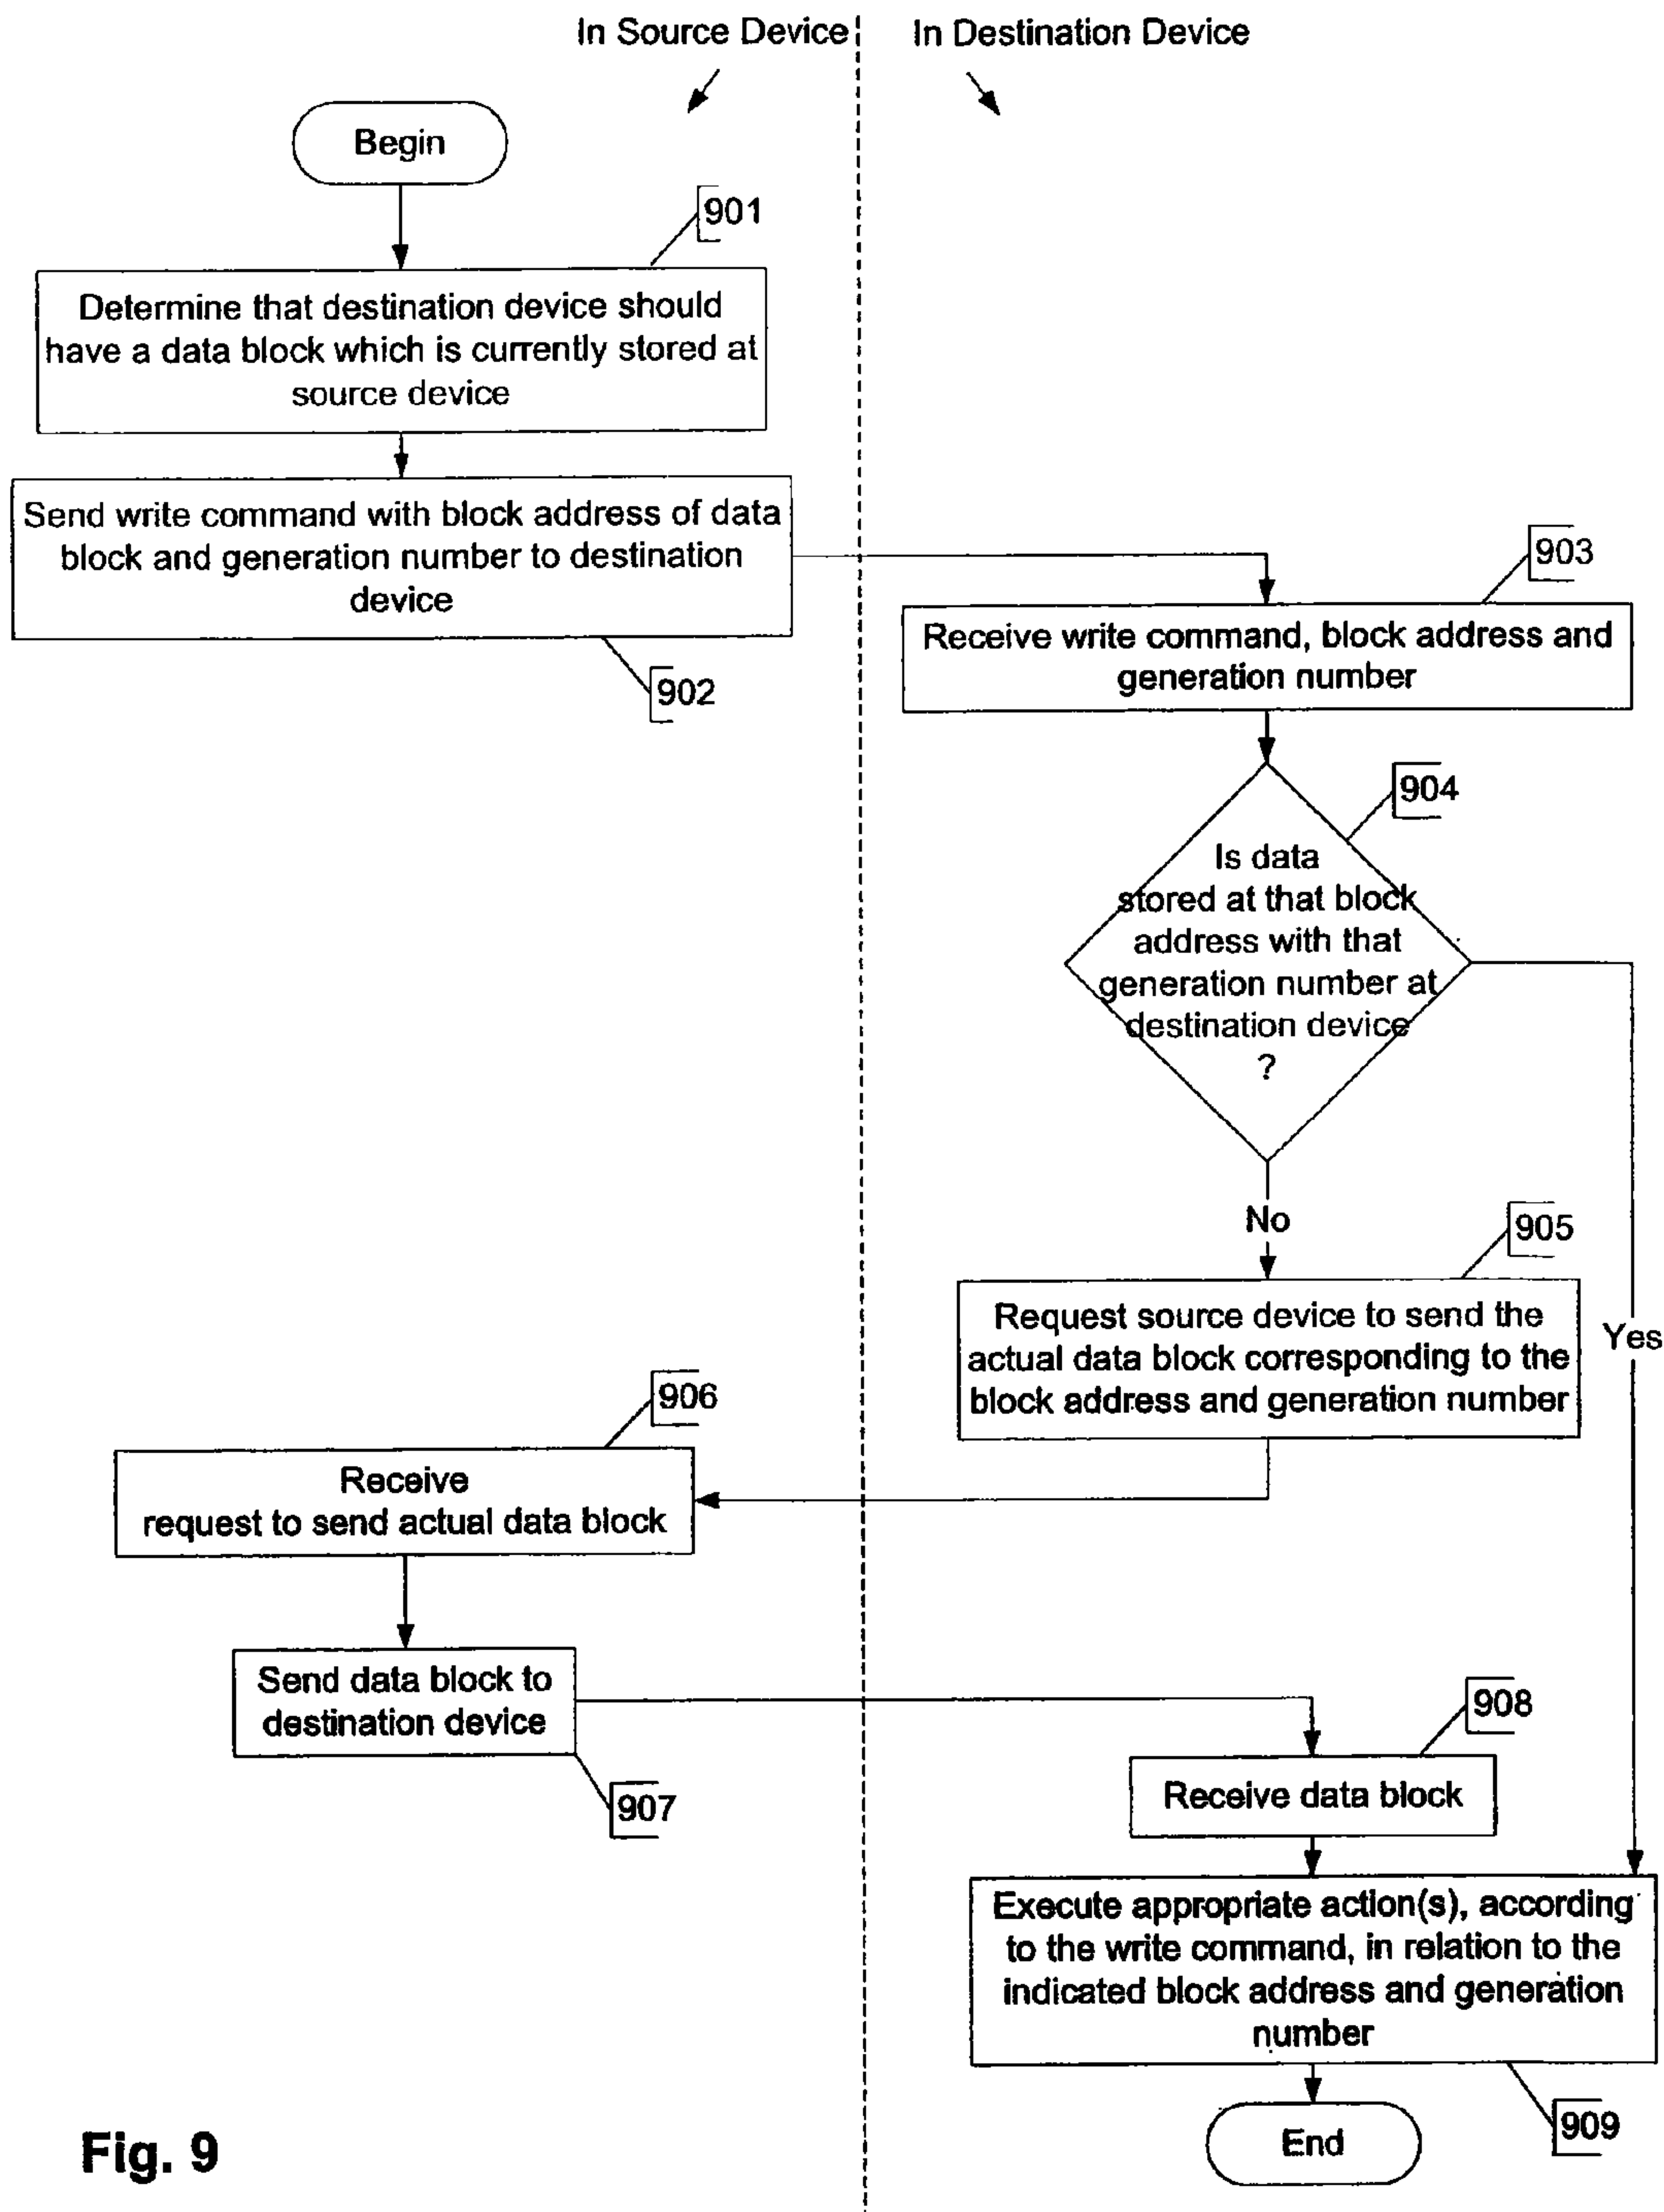 In Source Device
In Destination Device
Begin
901
Determine that destination device should
have a data block which is currently stored at
source device
Send write command with block address of data
block and generation number to destination
device
902
903
Receive write command, block address and
generation number
904
Is data
stored at that block
address with that
generation number at
destination device
?
No
Yes
905
Request source device to send the
actual data block corresponding to the
block address and generation number
906
Receive
request to send actual data block
Send data block to
destination device
907
908
Receive data block
Execute appropriate action(s), according
to the write command, in relation to the
indicated block address and generation
number
909
End
Fig. 9